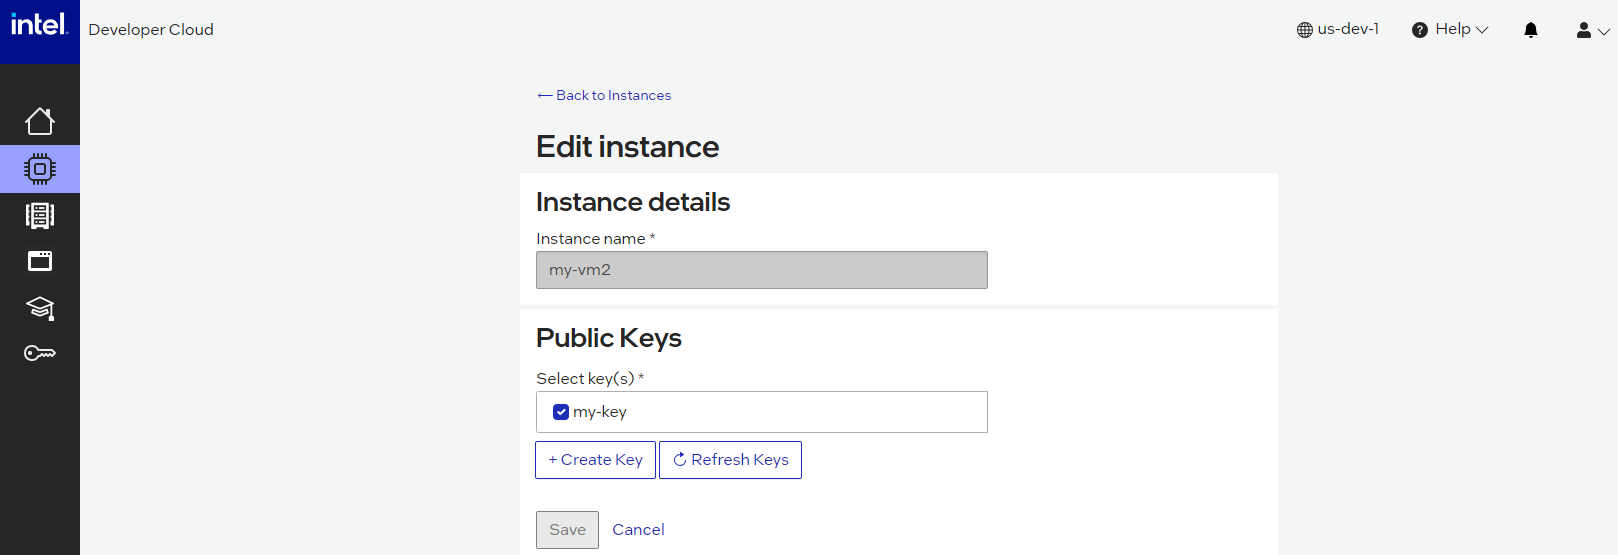 intel.
Developer Cloud
us-dev-1
? Help
← Back to Instances
Edit instance
Instance details
Instance name *
my-vm2
Public Keys
Select key(s) *
my-key
+ Create Key
Refresh Keys
Save
Cancel